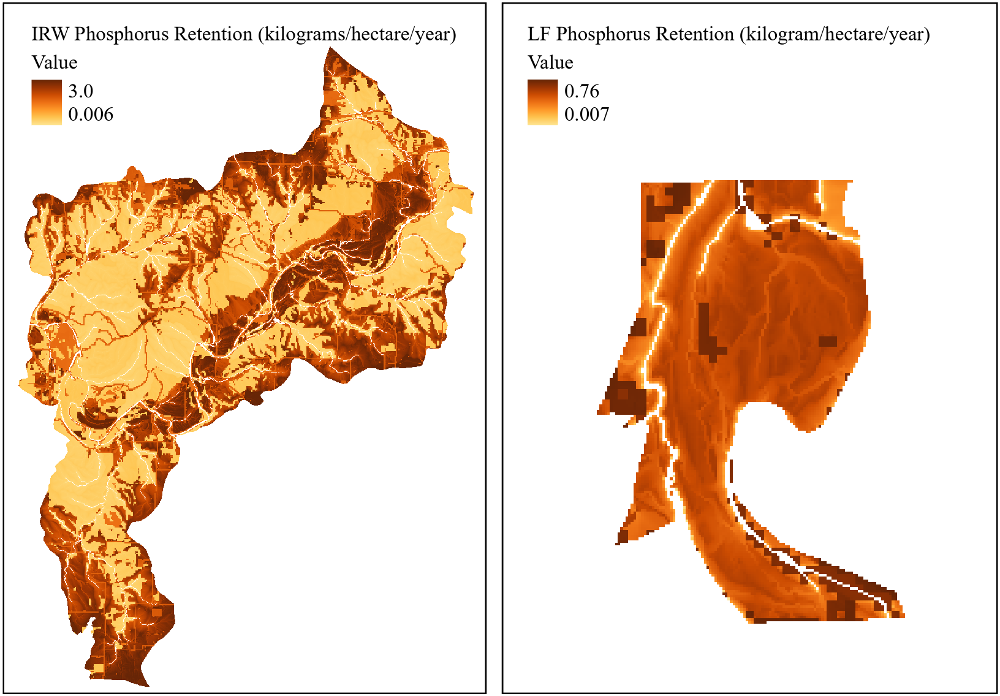 IRW Phosphorus Retention (kilograms/hectare/year)
Value
3.0
0.006
LF Phosphorus Retention (kilogram/hectare/year)
Value
0.76
0.007